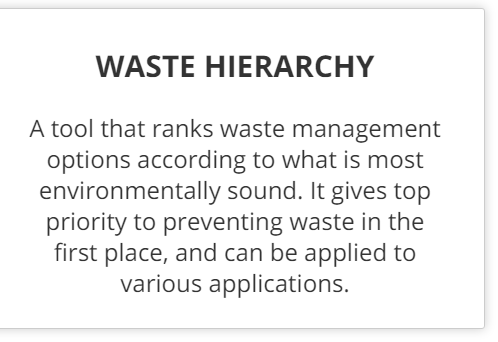 WASTE HIERARCHY
A tool that ranks waste management
options according to what is most
environmentally sound. It gives top
priority to preventing waste in the
first place, and can be applied to
various applications.